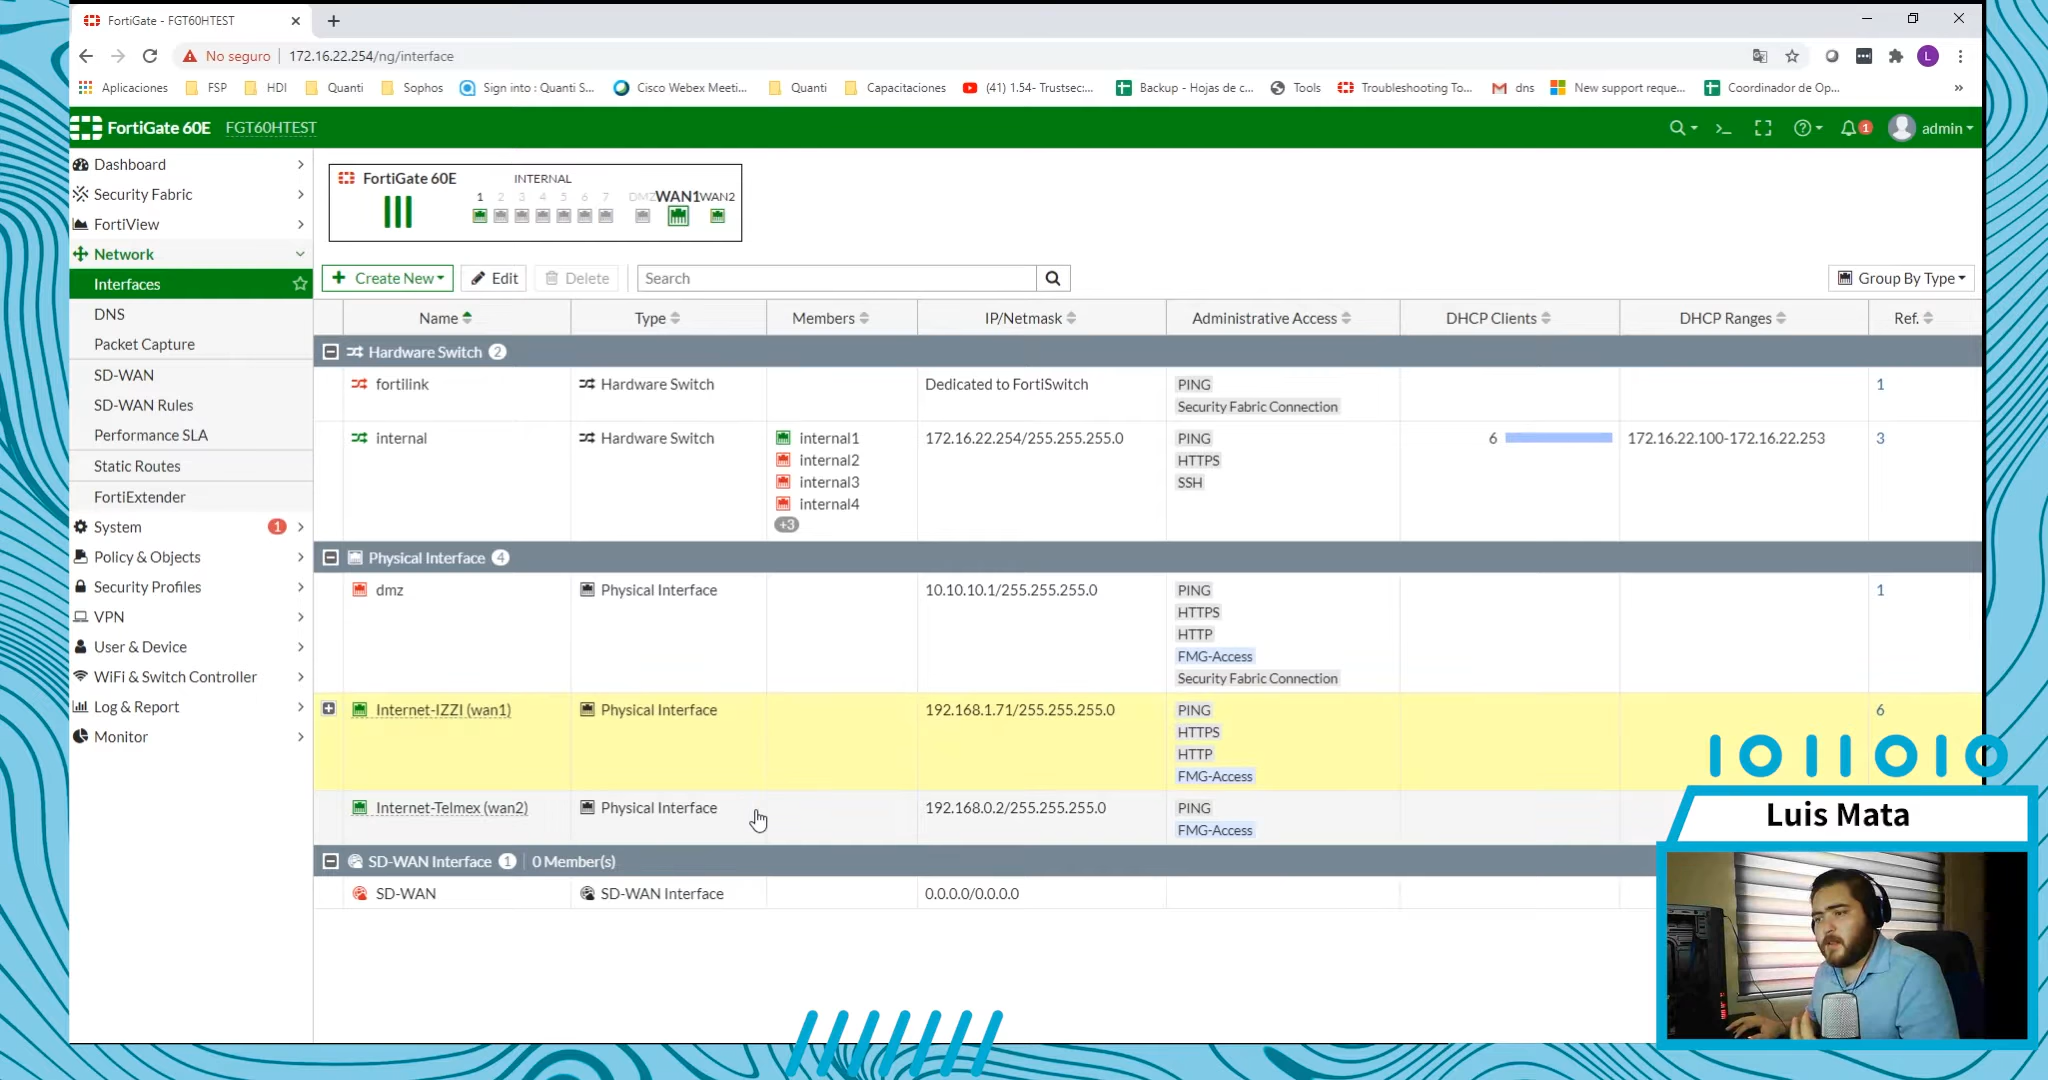 FortiGate - FGT60HTEST
No seguro | 172.16.22.254/ng/interface
Aplicaciones FSP HDI Quanti Sophos Sign into : Quanti S... Cisco Webex Meeti... Quanti Capacitaciones (41) 1.54- Trustsec:... Backup - Hojas de c... Tools Troubleshooting To... dns New support reque... Coordinador de Op... »
FortiGate 60E FGT60HTEST
1 admin
Dashboard
Security Fabric
FortiView
Network
Interfaces
DNS
Packet Capture
SD-WAN
SD-WAN Rules
Performance SLA
Static Routes
FortiExtender
System 1
Policy & Objects
Security Profiles
VPN
User & Device
WiFi & Switch Controller
Log & Report
Monitor
FortiGate 60E INTERNAL
1 2 3 4 5 6 7 DMZ WAN1 WAN2
+ Create New Edit Delete Search Group By Type
Name Type Members IP/Netmask Administrative Access DHCP Clients DHCP Ranges Ref.
Hardware Switch 2
fortilink Hardware Switch Dedicated to FortiSwitch PING 1
Security Fabric Connection
internal Hardware Switch internal1 172.16.22.254/255.255.255.0 PING 6 172.16.22.100-172.16.22.253 3
internal2 HTTPS
internal3 SSH
internal4
+3
Physical Interface 4
dmz Physical Interface 10.10.10.1/255.255.255.0 PING 1
HTTPS
HTTP
FMG-Access
Security Fabric Connection
Internet-IZZI (wan1) Physical Interface 192.168.1.71/255.255.255.0 PING 6
HTTPS
HTTP
FMG-Access
Internet-Telmex (wan2) Physical Interface 192.168.0.2/255.255.255.0 PING
FMG-Access
SD-WAN Interface 1 0 Member(s)
SD-WAN SD-WAN Interface 0.0.0.0/0.0.0.0
1011010
Luis Mata